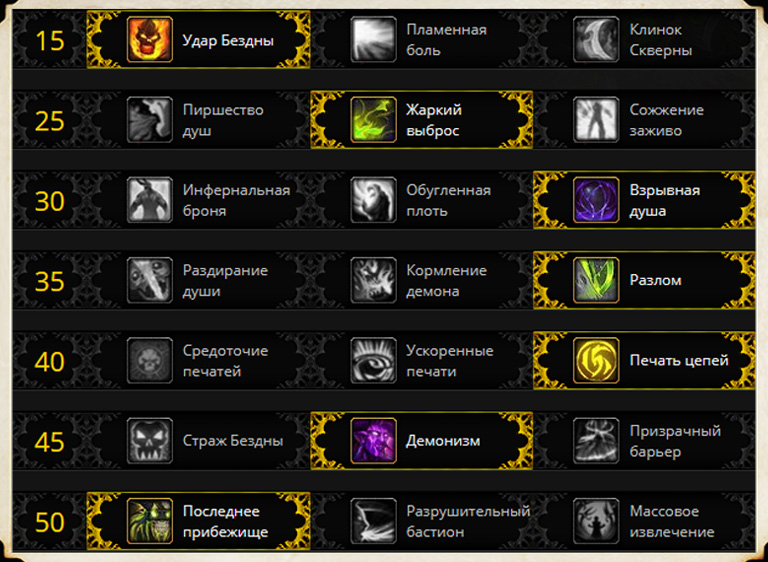 15
Удар Бездны
Пламенная
боль
Клинок
Скверны
25
Пиршество
душ
Жаркий
выброс
Сожжение
заживо
30
Инфернальная
броня
Обугленная
плоть
Взрывная
душа
35
Раздирание
души
Кормление
демона
Разлом
40
Средоточие
печатей
Ускоренные
печати
Печать цепей
45
Страж Бездны
Демонизм
Призрачный
барьер
50
Последнее
прибежище
Разрушительный
бастион
Массовое
извлечение